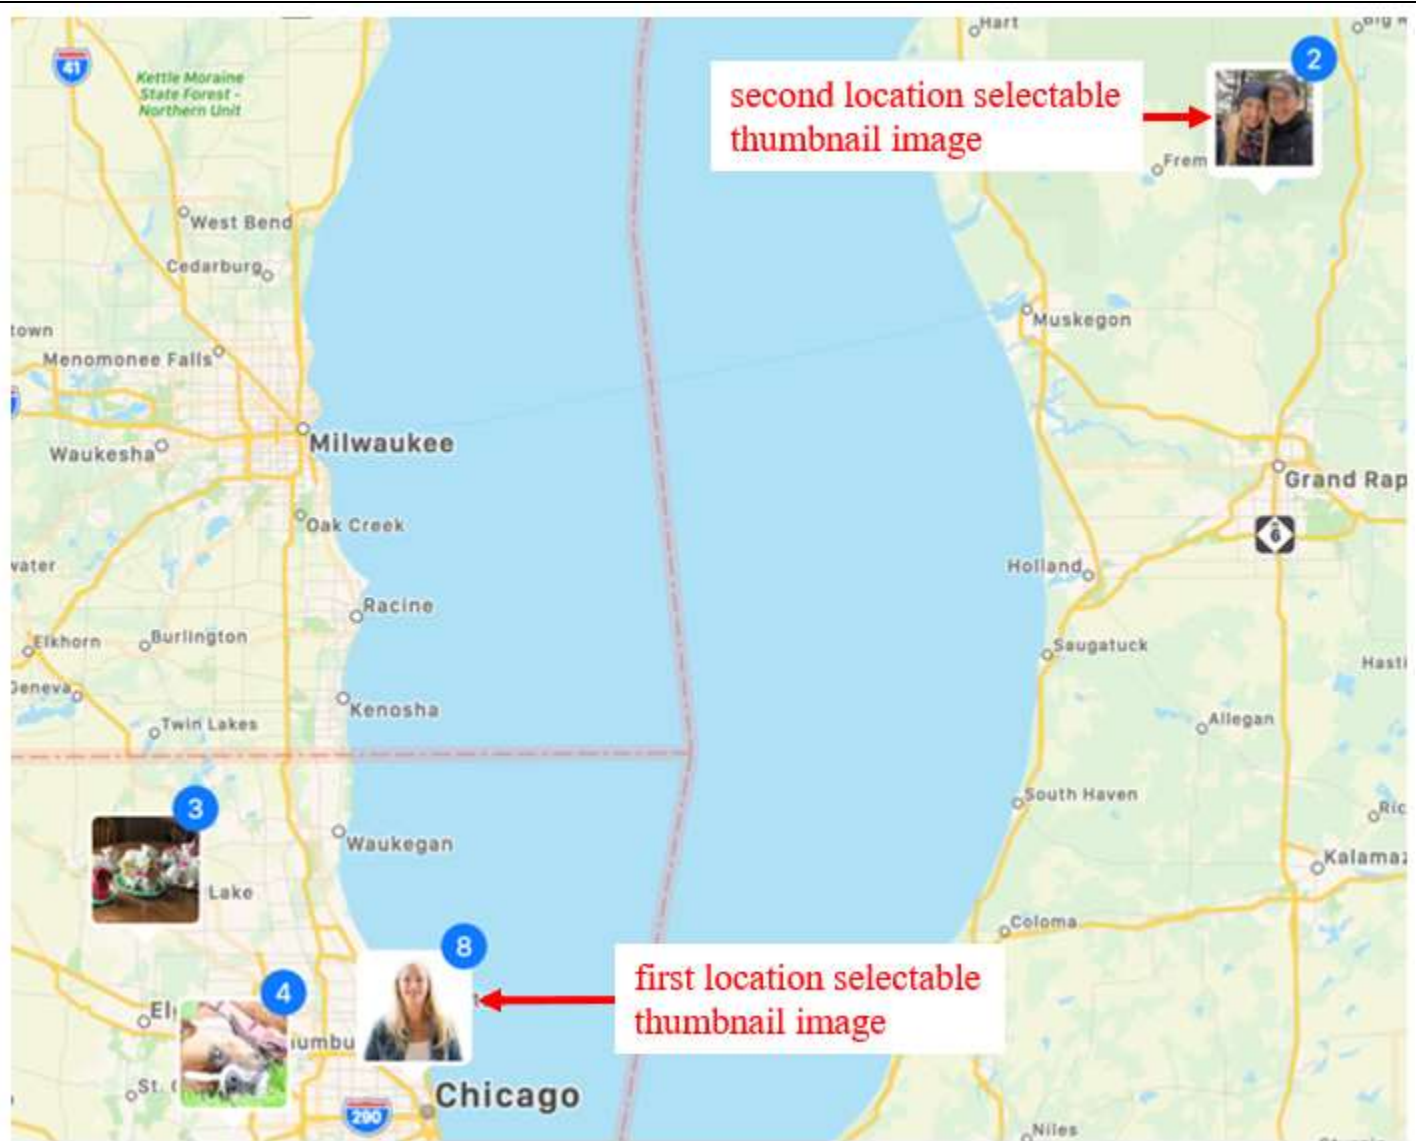 Hart
41
Kettle Moraine
State Forest -
Northern Unit
2
second location selectable
thumbnail image
Frem
West Bend
Cedarburg
town
Muskegon
Menomonee Falls
Milwaukee
Waukesha
Grand Rap
Oak Creek
6
vater
Holland
Racine
Elkhorn
Burlington
Saugatuck
Hasti
Geneva
Kenosha
Twin Lakes
Allegan
3
South Haven
Ric
Waukegan
Kalamaz
Lake
Coloma
8
first location selectable
thumbnail image
4
El
umbu
St. C
Chicago
290
Niles